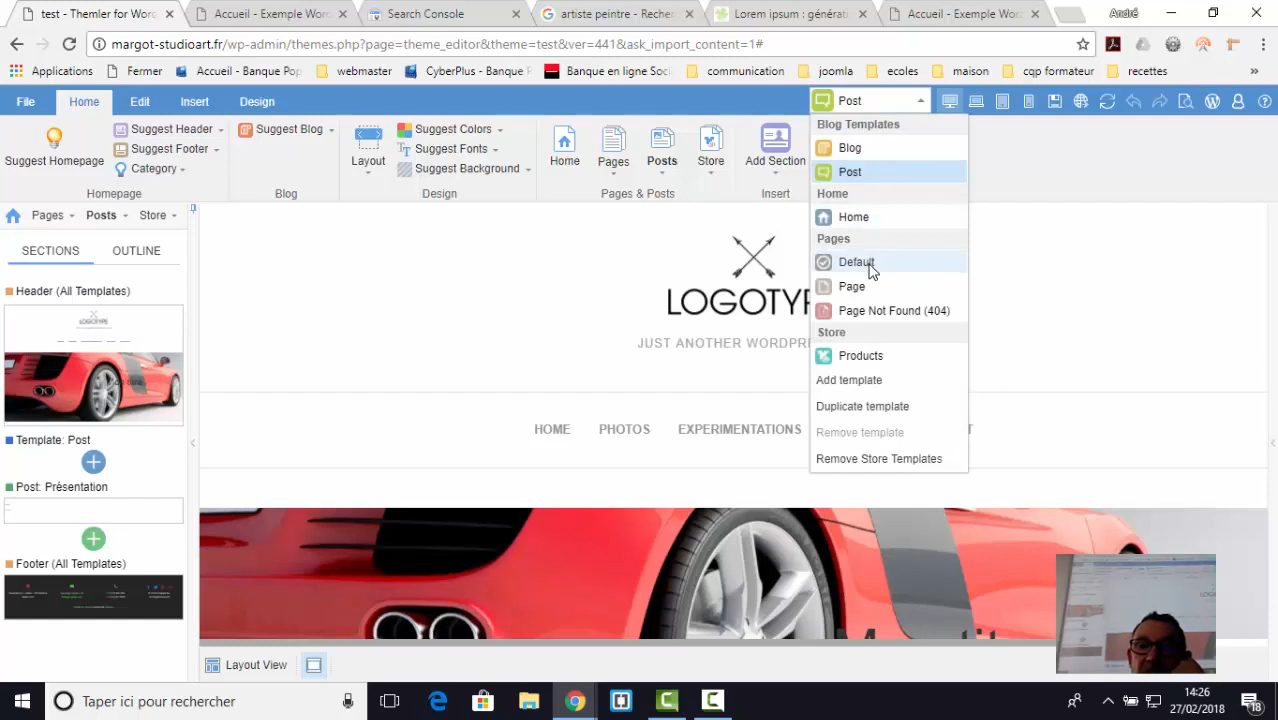 test - Themler for Wor
Accueil - Exemple Wor
Search Console
artiste peintre - Recher
Lorem ipsum : générati
Accueil - Exemple Wor
André
margot-studioart.fr/wp-admin/themes.php?page=theme_editor&theme=test&ver=441&ask_import_content=1#
Applications
Fermer
Accueil - Banque Pop
webmaster
CyberPlus - Banque P
Banque en ligne Soci
communication
joomla
ecoles
maison
cqp formateur
recettes
File
Home
Edit
Insert
Design
Post
Suggest Homepage
Suggest Header
Suggest Footer
Category
Homepage
Suggest Blog
Blog
Layout
Suggest Colors
Suggest Fonts
Suggest Background
Design
Home
Pages
Posts
Store
Pages & Posts
Add Section
Insert
Blog Templates
Blog
Post
Home
Home
Pages
Default
Page
Page Not Found (404)
Store
Products
Add template
Duplicate template
Remove template
Remove Store Templates
Pages
Posts
Store
SECTIONS
OUTLINE
Header (All Templates)
LOGOTYPE
Template: Post
Post: Présentation
Footer (All Templates)
LOGOTYP
JUST ANOTHER WORDPR
HOME
PHOTOS
EXPERIMENTATIONS
T
Layout View
Taper ici pour rechercher
14:26
27/02/2018
18